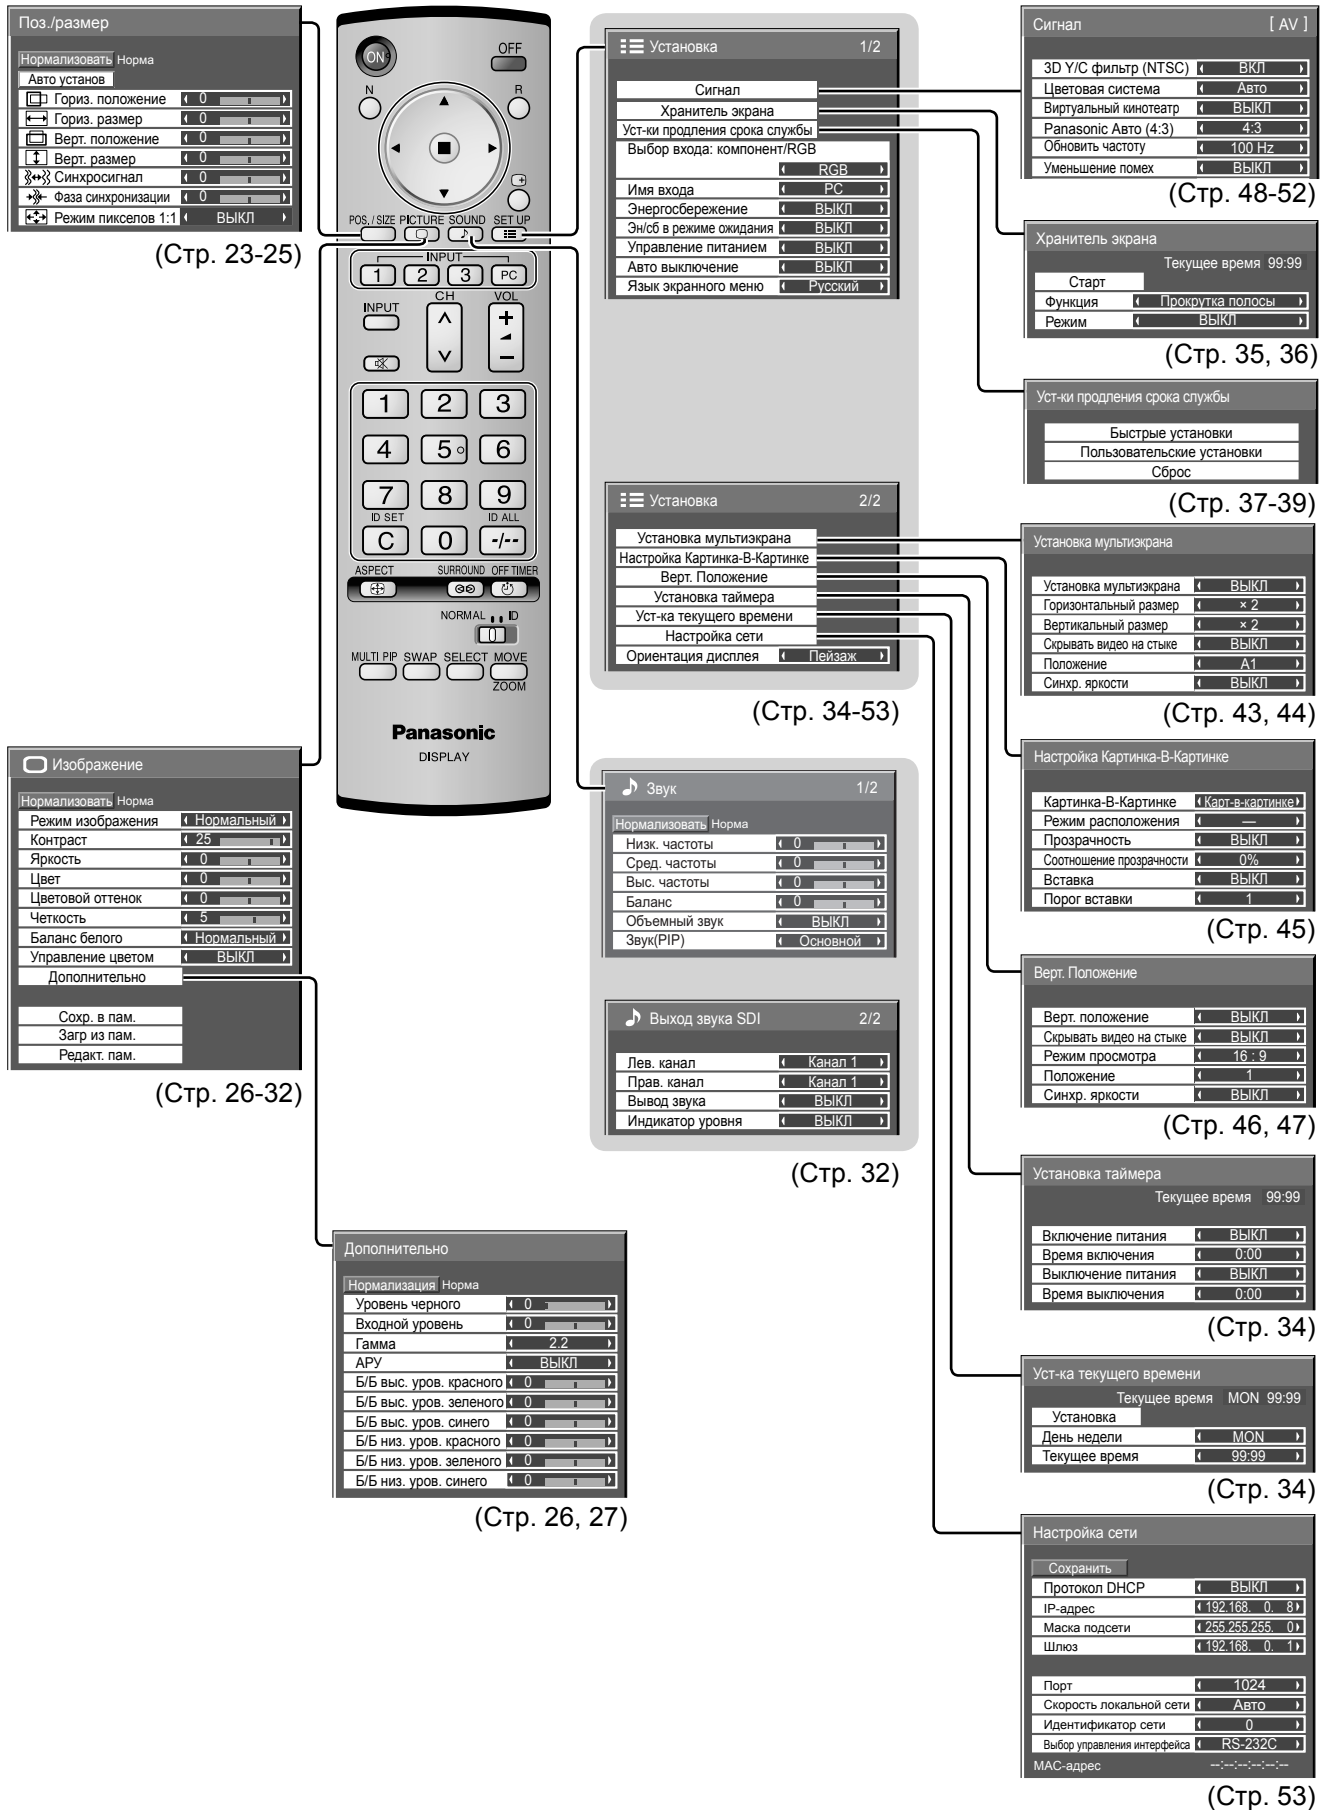 Поз./размер
Нормализовать Норма
Авто установ
Гориз. положение 0
Гориз. размер 0
Верт. положение 0
Верт. размер 0
Синхросигнал 0
Фаза синхронизации 0
Режим пикселов 1:1 ВЫКЛ
(Стр. 23-25)
ON
OFF
N
R
POS. / SIZE PICTURE SOUND SET UP
INPUT
1 2 3 PC
INPUT
CH
VOL
1 2 3
4 5 6
7 8 9
ID SET
ID ALL
C 0 -/--
ASPECT
SURROUND OFF TIMER
NORMAL ID
MULTI PIP SWAP SELECT MOVE
ZOOM
Panasonic
DISPLAY
Установка 1/2
Сигнал
Хранитель экрана
Уст-ки продления срока службы
Выбор входа: компонент/RGB
RGB
Имя входа PC
Энергосбережение ВЫКЛ
Эн/сб в режиме ожидания ВЫКЛ
Управление питанием ВЫКЛ
Авто выключение ВЫКЛ
Язык экранного меню Русский
Установка 2/2
Установка мультиэкрана
Настройка Картинка-В-Картинке
Верт. Положение
Установка таймера
Уст-ка текущего времени
Настройка сети
Ориентация дисплея Пейзаж
(Стр. 34-53)
Изображение
Нормализовать Норма
Режим изображения Нормальный
Контраст 25
Яркость 0
Цвет 0
Цветовой оттенок 0
Четкость 5
Баланс белого Нормальный
Управление цветом ВЫКЛ
Дополнительно
Сохр. в пам.
Загр из пам.
Редакт. пам.
(Стр. 26-32)
Звук 1/2
Нормализовать Норма
Низк. частоты 0
Сред. частоты 0
Выс. частоты 0
Баланс 0
Объемный звук ВЫКЛ
Звук(PIP) Основной
Выход звука SDI 2/2
Лев. канал Канал 1
Прав. канал Канал 1
Вывод звука ВЫКЛ
Индикатор уровня ВЫКЛ
(Стр. 32)
Дополнительно
Нормализация Норма
Уровень черного 0
Входной уровень 0
Гамма 2.2
АРУ ВЫКЛ
Б/Б выс. уров. красного 0
Б/Б выс. уров. зеленого 0
Б/Б выс. уров. синего 0
Б/Б низ. уров. красного 0
Б/Б низ. уров. зеленого 0
Б/Б низ. уров. синего 0
(Стр. 26, 27)
Сигнал [ AV ]
3D Y/C фильтр (NTSC) ВКЛ
Цветовая система Авто
Виртуальный кинотеатр ВЫКЛ
Panasonic Авто (4:3) 4:3
Обновить частоту 100 Hz
Уменьшение помех ВЫКЛ
(Стр. 48-52)
Хранитель экрана
Текущее время 99:99
Старт
Функция Прокрутка полосы
Режим ВЫКЛ
(Стр. 35, 36)
Уст-ки продления срока службы
Быстрые установки
Пользовательские установки
Сброс
(Стр. 37-39)
Установка мультиэкрана
Установка мультиэкрана ВЫКЛ
Горизонтальный размер × 2
Вертикальный размер × 2
Скрывать видео на стыке ВЫКЛ
Положение A1
Синхр. яркости ВЫКЛ
(Стр. 43, 44)
Настройка Картинка-В-Картинке
Картинка-В-Картинке Карт-в-картинке
Режим расположения —
Прозрачность ВЫКЛ
Соотношение прозрачности 0%
Вставка ВЫКЛ
Порог вставки 1
(Стр. 45)
Верт. Положение
Верт. положение ВЫКЛ
Скрывать видео на стыке ВЫКЛ
Режим просмотра 16 : 9
Положение 1
Синхр. яркости ВЫКЛ
(Стр. 46, 47)
Установка таймера
Текущее время 99:99
Включение питания ВЫКЛ
Время включения 0:00
Выключение питания ВЫКЛ
Время выключения 0:00
(Стр. 34)
Уст-ка текущего времени
Текущее время MON 99:99
Установка
День недели MON
Текущее время 99:99
(Стр. 34)
Настройка сети
Сохранить
Протокол DHCP ВЫКЛ
IP-адрес 192.168. 0. 8
Маска подсети 255.255.255. 0
Шлюз 192.168. 0. 1
Порт 1024
Скорость локальной сети Авто
Идентификатор сети 0
Выбор управления интерфейса RS-232C
MAC-адрес --:--:--:--:--:--
(Стр. 53)